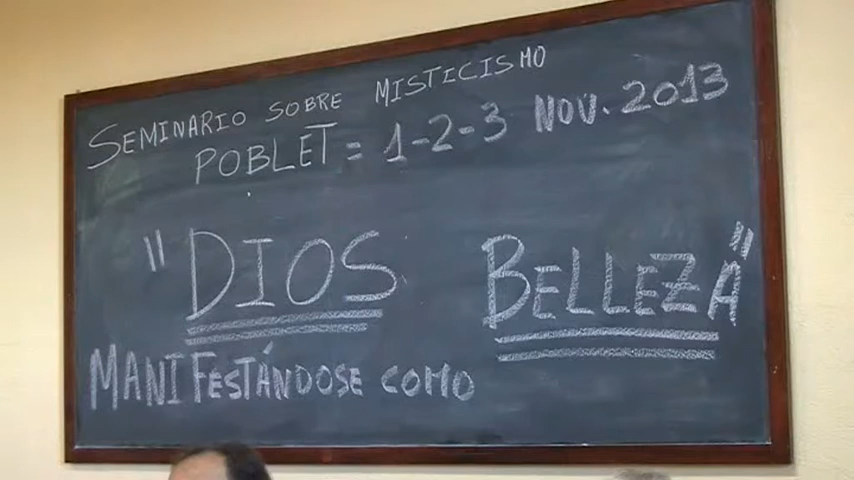 SEMINARIO SOBRE MISTICISMO
POBLET = 1-2-3 NOV. 2013
"DIOS BELLEZA"
MANIFESTÁNDOSE COMO